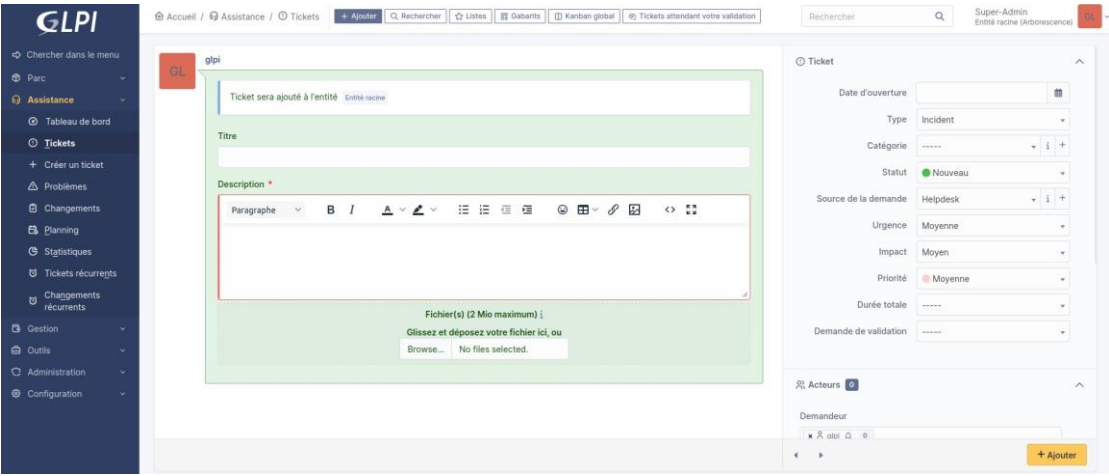 GLPI
Accueil / Assistance / Tickets + Ajouter Rechercher Listes Gabarits Kanban global Tickets attendant votre validation Rechercher Super-Admin
Entité racine (Arborescence) GL
Chercher dans le menu
Parc
Assistance
Tableau de bord
Tickets
+ Créer un ticket
Problèmes
Changements
Planning
Statistiques
Tickets récurrents
Changements
récurrents
Gestion
Outils
Administration
Configuration
GL
glpi
Ticket sera ajouté à l'entité Entité racine
Titre
Description *
Paragraphe B I A
Fichier(s) (2 Mio maximum) i
Glissez et déposez votre fichier ici, ou
Browse... No files selected.
Ticket
Date d'ouverture
Type Incident
Catégorie ----- i +
Statut Nouveau
Source de la demande Helpdesk i +
Urgence Moyenne
Impact Moyen
Priorité Moyenne
Durée totale -----
Demande de validation -----
Acteurs 0
Demandeur
x glpi 0
+ Ajouter